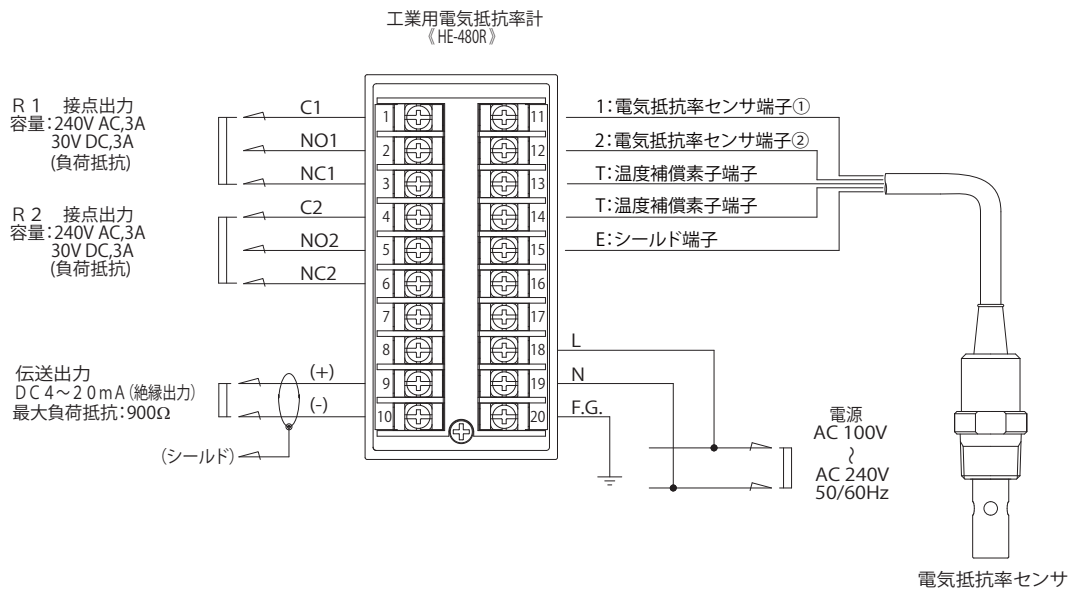 工業用電気抵抗率計
《HE-480R》
R1 接点出力
容量:240V AC,3A
30V DC,3A
(負荷抵抗)
C1
NO1
NC1
R2 接点出力
容量:240V AC,3A
30V DC,3A
(負荷抵抗)
C2
NO2
NC2
伝送出力
DC4～20mA(絶縁出力)
最大負荷抵抗:900Ω
(+)
(-)
(シールド)
1
2
3
4
5
6
7
8
9
10
11
12
13
14
15
16
17
18
19
20
1:電気抵抗率センサ端子①
2:電気抵抗率センサ端子②
T:温度補償素子端子
T:温度補償素子端子
E:シールド端子
L
N
F.G.
電源
AC 100V
～
AC 240V
50/60Hz
電気抵抗率センサ